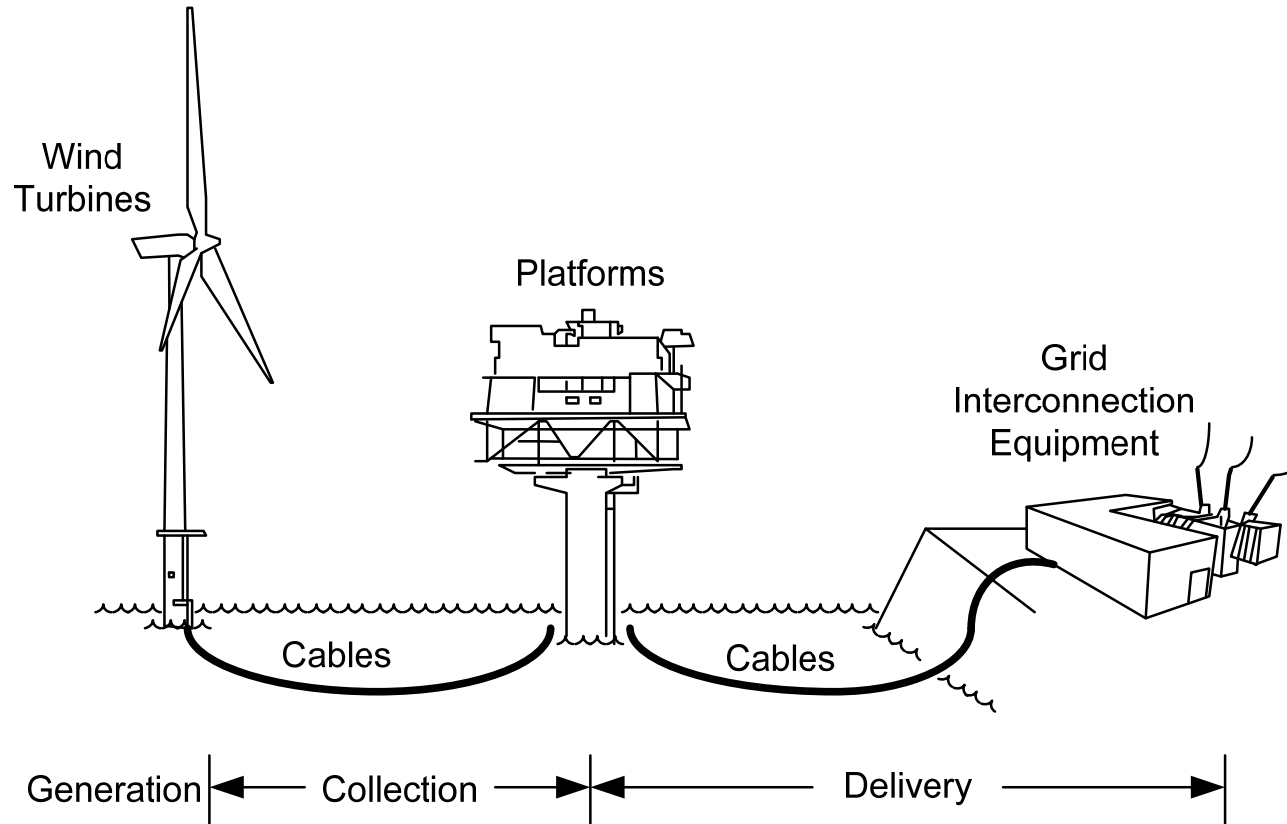 Wind
Turbines
Platforms
Grid
Interconnection
Equipment
Cables
Cables
Generation
Collection
Delivery